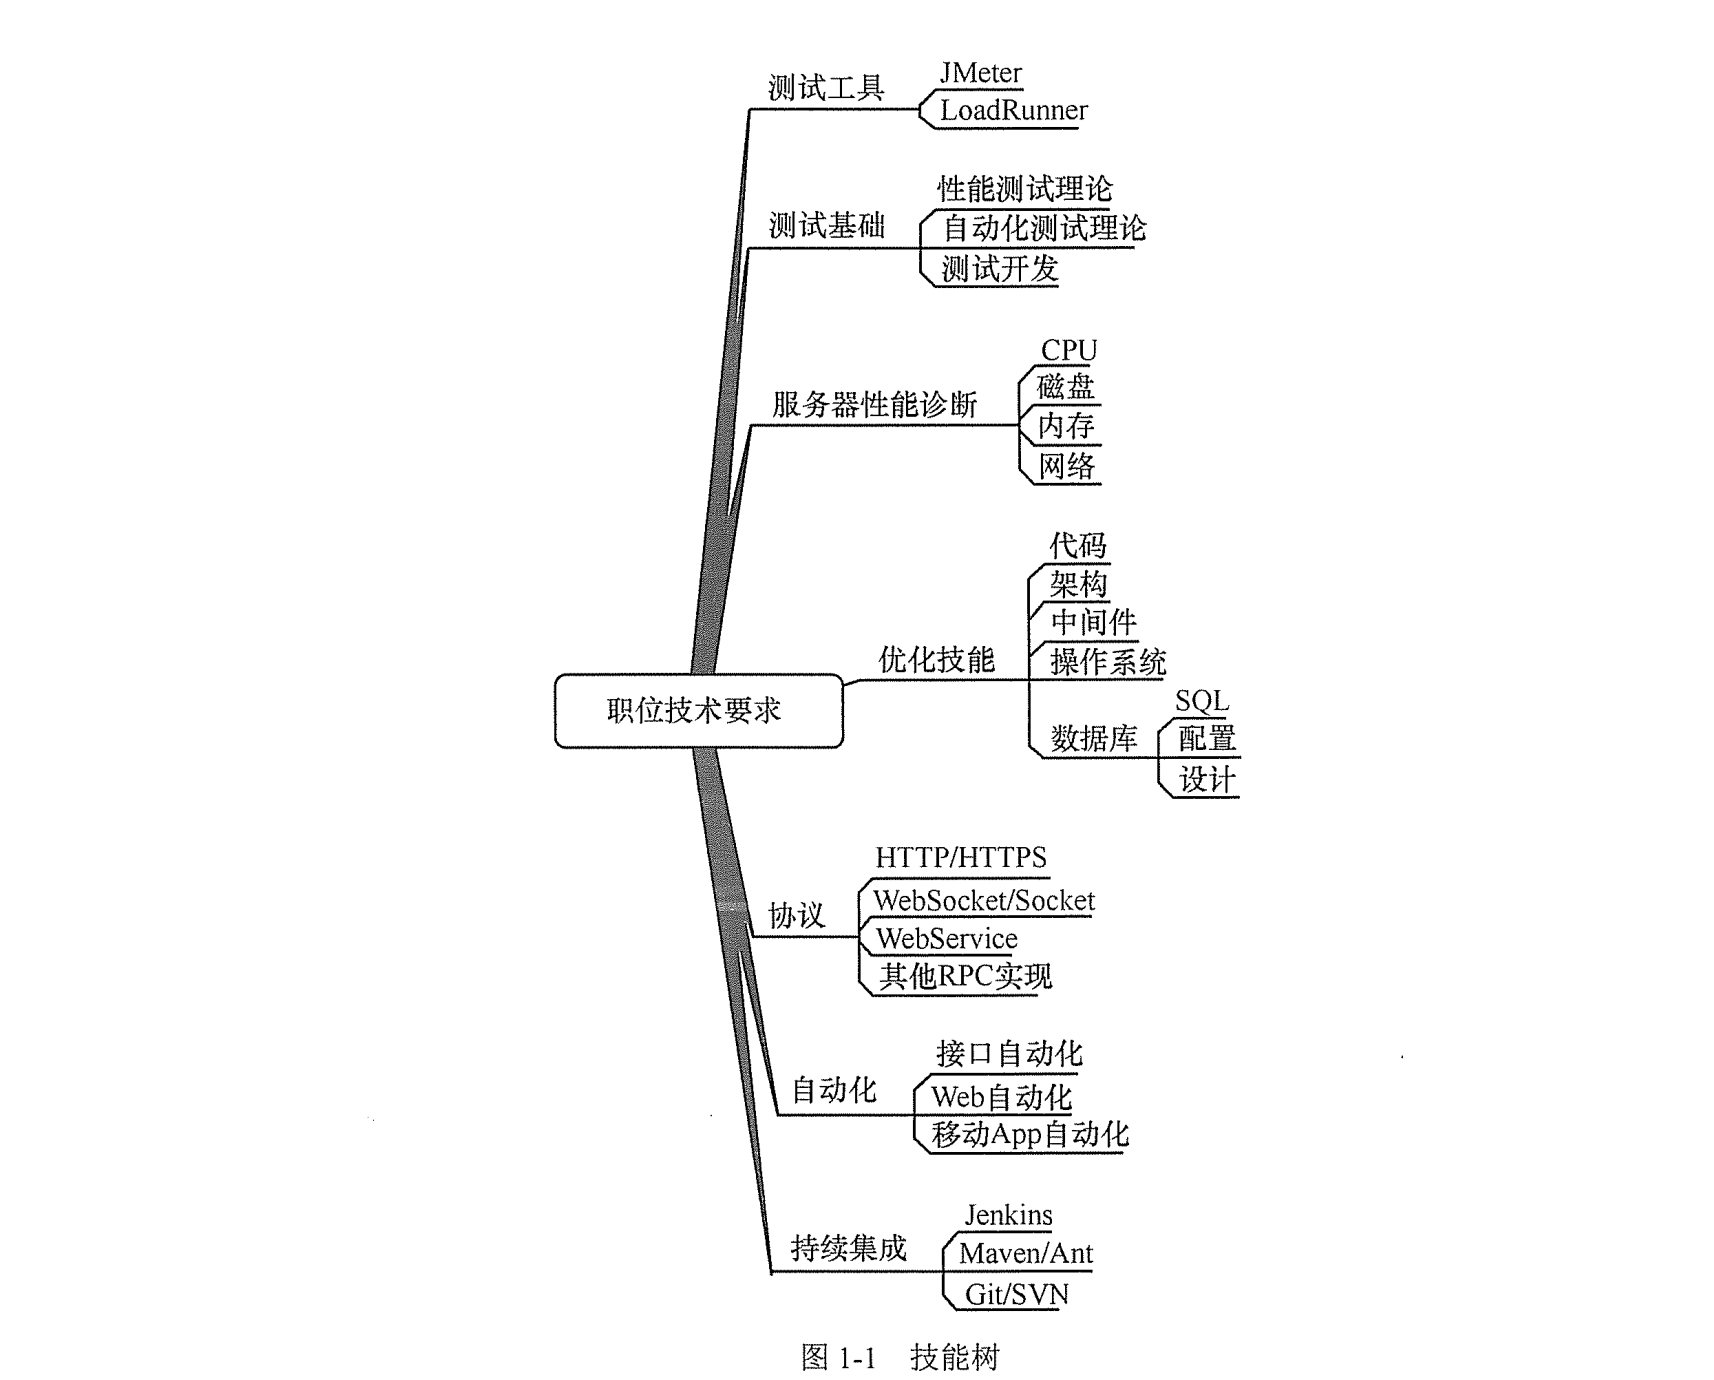 测试工具
JMeter
LoadRunner
测试基础
性能测试理论
自动化测试理论
测试开发
服务器性能诊断
CPU
磁盘
内存
网络
职位技术要求
优化技能
代码
架构
中间件
操作系统
数据库
SQL
配置
设计
协议
HTTP/HTTPS
WebSocket/Socket
WebService
其他RPC实现
自动化
接口自动化
Web自动化
移动App自动化
持续集成
Jenkins
Maven/Ant
Git/SVN
图 1-1 技能树